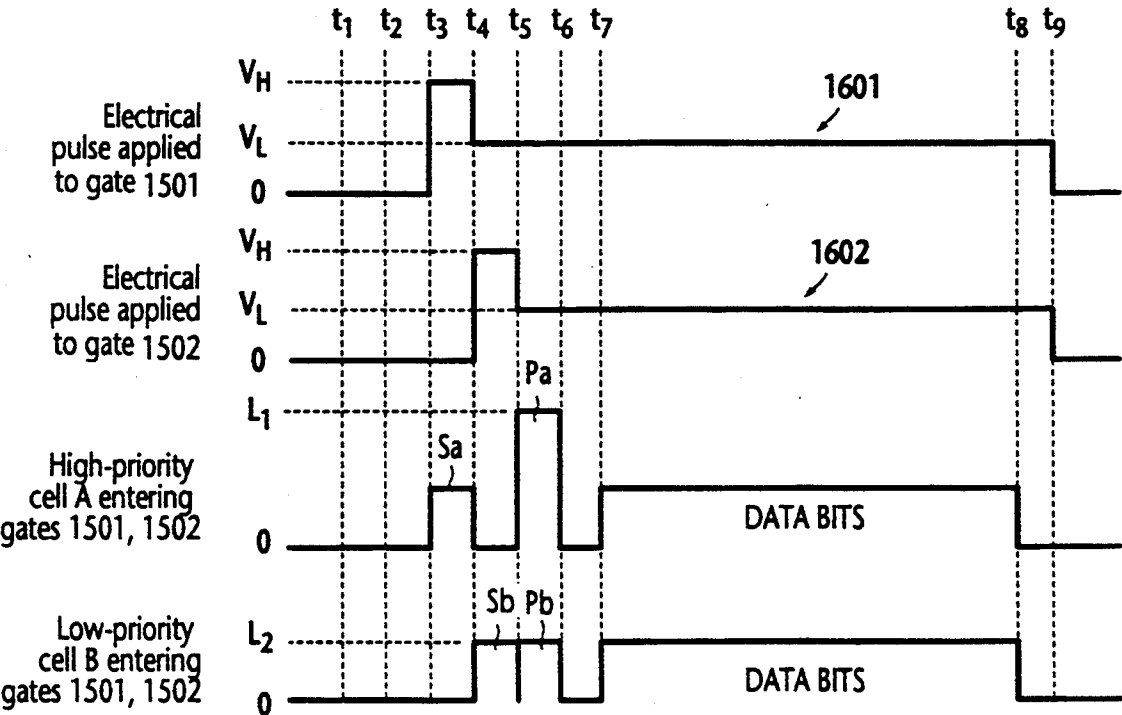 t1 t2 t3 t4 t5 t6 t7 t8 t9
VH
Electrical
pulse applied
to gate 1501
VL
0
1601
VH
Electrical
pulse applied
to gate 1502
VL
0
1602
L1
Pa
Sa
High-priority
cell A entering
gates 1501, 1502
0
DATA BITS
Sb Pb
L2
Low-priority
cell B entering
gates 1501, 1502
0
DATA BITS